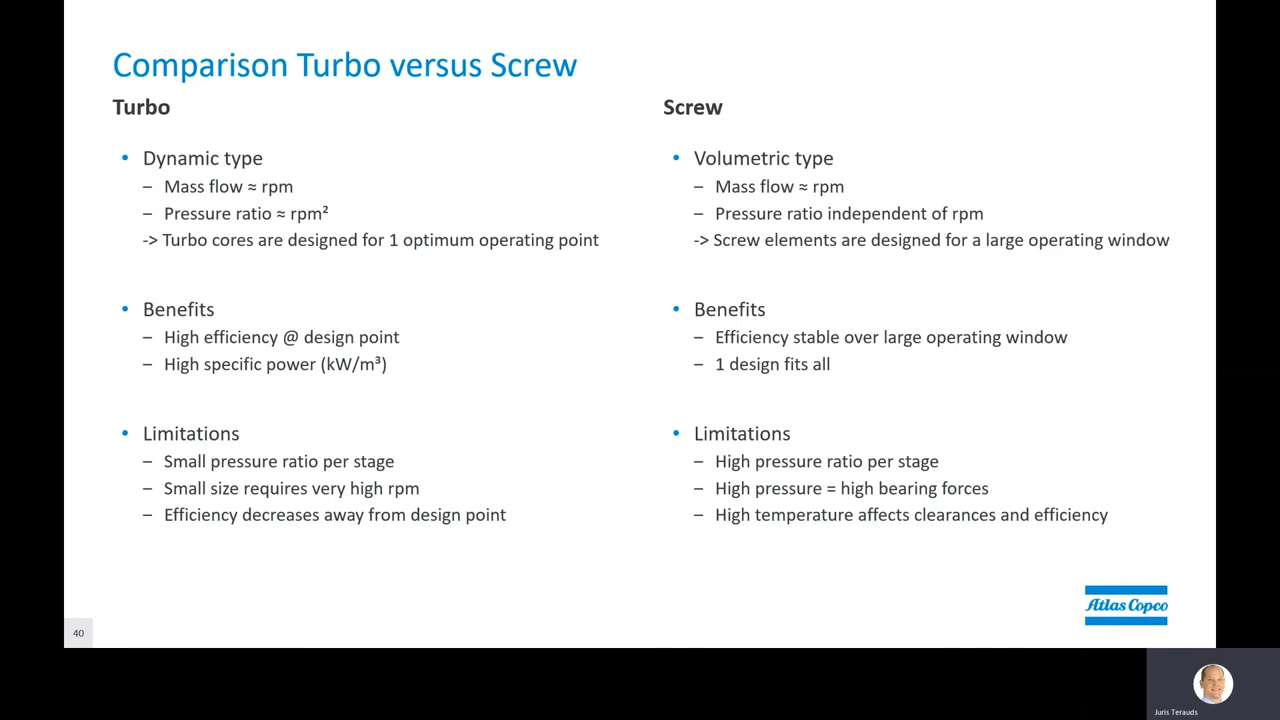 Comparison Turbo versus Screw
Turbo
• Dynamic type
– Mass flow ≈ rpm
– Pressure ratio ≈ rpm²
-> Turbo cores are designed for 1 optimum operating point
• Benefits
– High efficiency @ design point
– High specific power (kW/m³)
• Limitations
– Small pressure ratio per stage
– Small size requires very high rpm
– Efficiency decreases away from design point
Screw
• Volumetric type
– Mass flow ≈ rpm
– Pressure ratio independent of rpm
-> Screw elements are designed for a large operating window
• Benefits
– Efficiency stable over large operating window
– 1 design fits all
• Limitations
– High pressure ratio per stage
– High pressure = high bearing forces
– High temperature affects clearances and efficiency
Atlas Copco
40
Juris Terauds